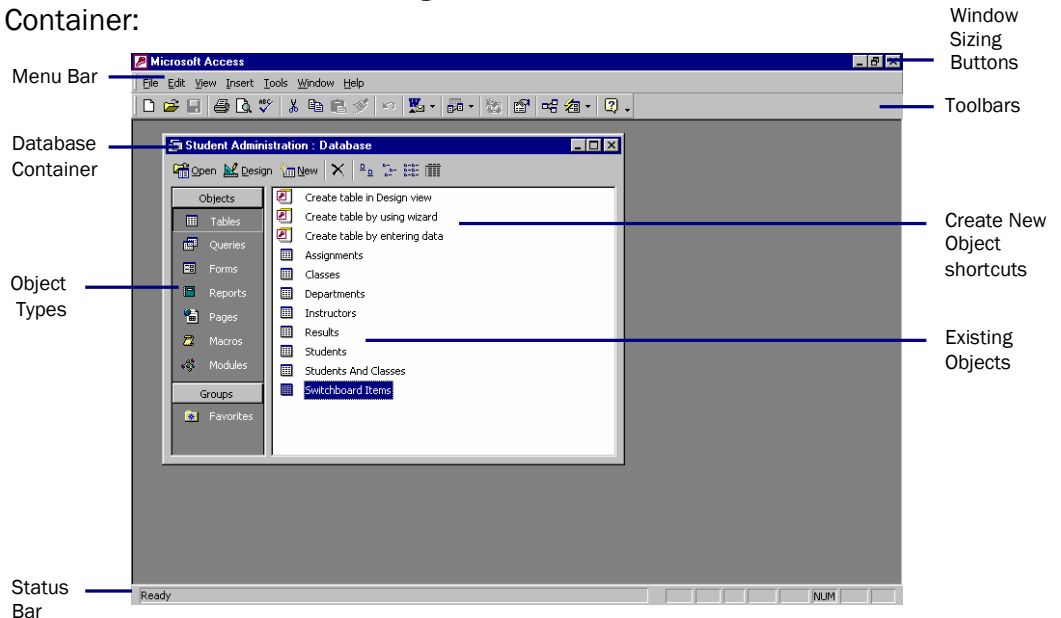 Container:
Window
Sizing
Buttons
Microsoft Access
Menu Bar
File Edit View Insert Tools Window Help
Toolbars
Database
Container
Student Administration : Database
Open Design New
Objects
Tables
Queries
Forms
Reports
Pages
Macros
Modules
Groups
Favorites
Create table in Design view
Create table by using wizard
Create table by entering data
Assignments
Classes
Departments
Instructors
Results
Students
Students And Classes
Switchboard Items
Create New
Object
shortcuts
Object
Types
Existing
Objects
Status
Bar
Ready
NUM